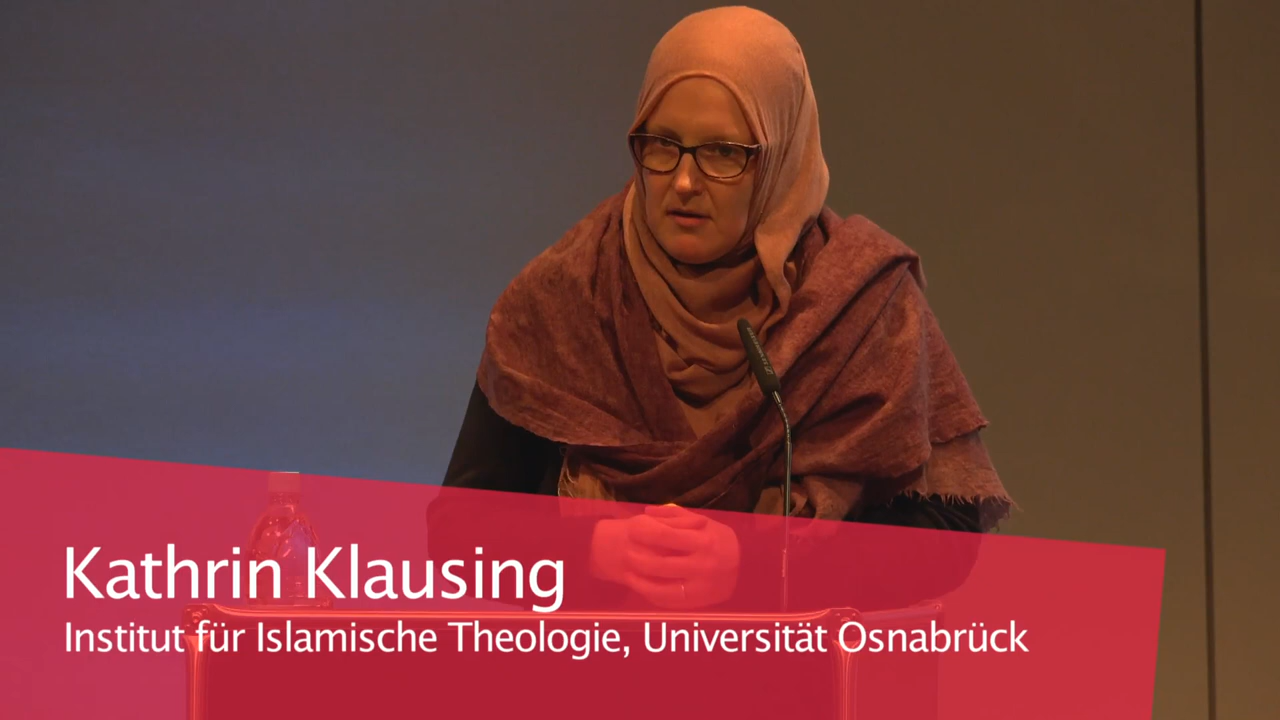 Kathrin Klausing
Institut für Islamische Theologie, Universität Osnabrück